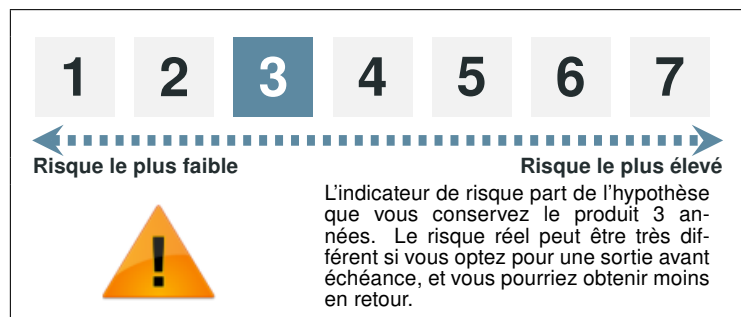 1 2 3 4 5 6 7
Risque le plus faible Risque le plus élevé
L'indicateur de risque part de l'hypothèse
que vous conservez le produit 3 an-
nées. Le risque réel peut être très dif-
férent si vous optez pour une sortie avant
échéance, et vous pourriez obtenir moins
en retour.